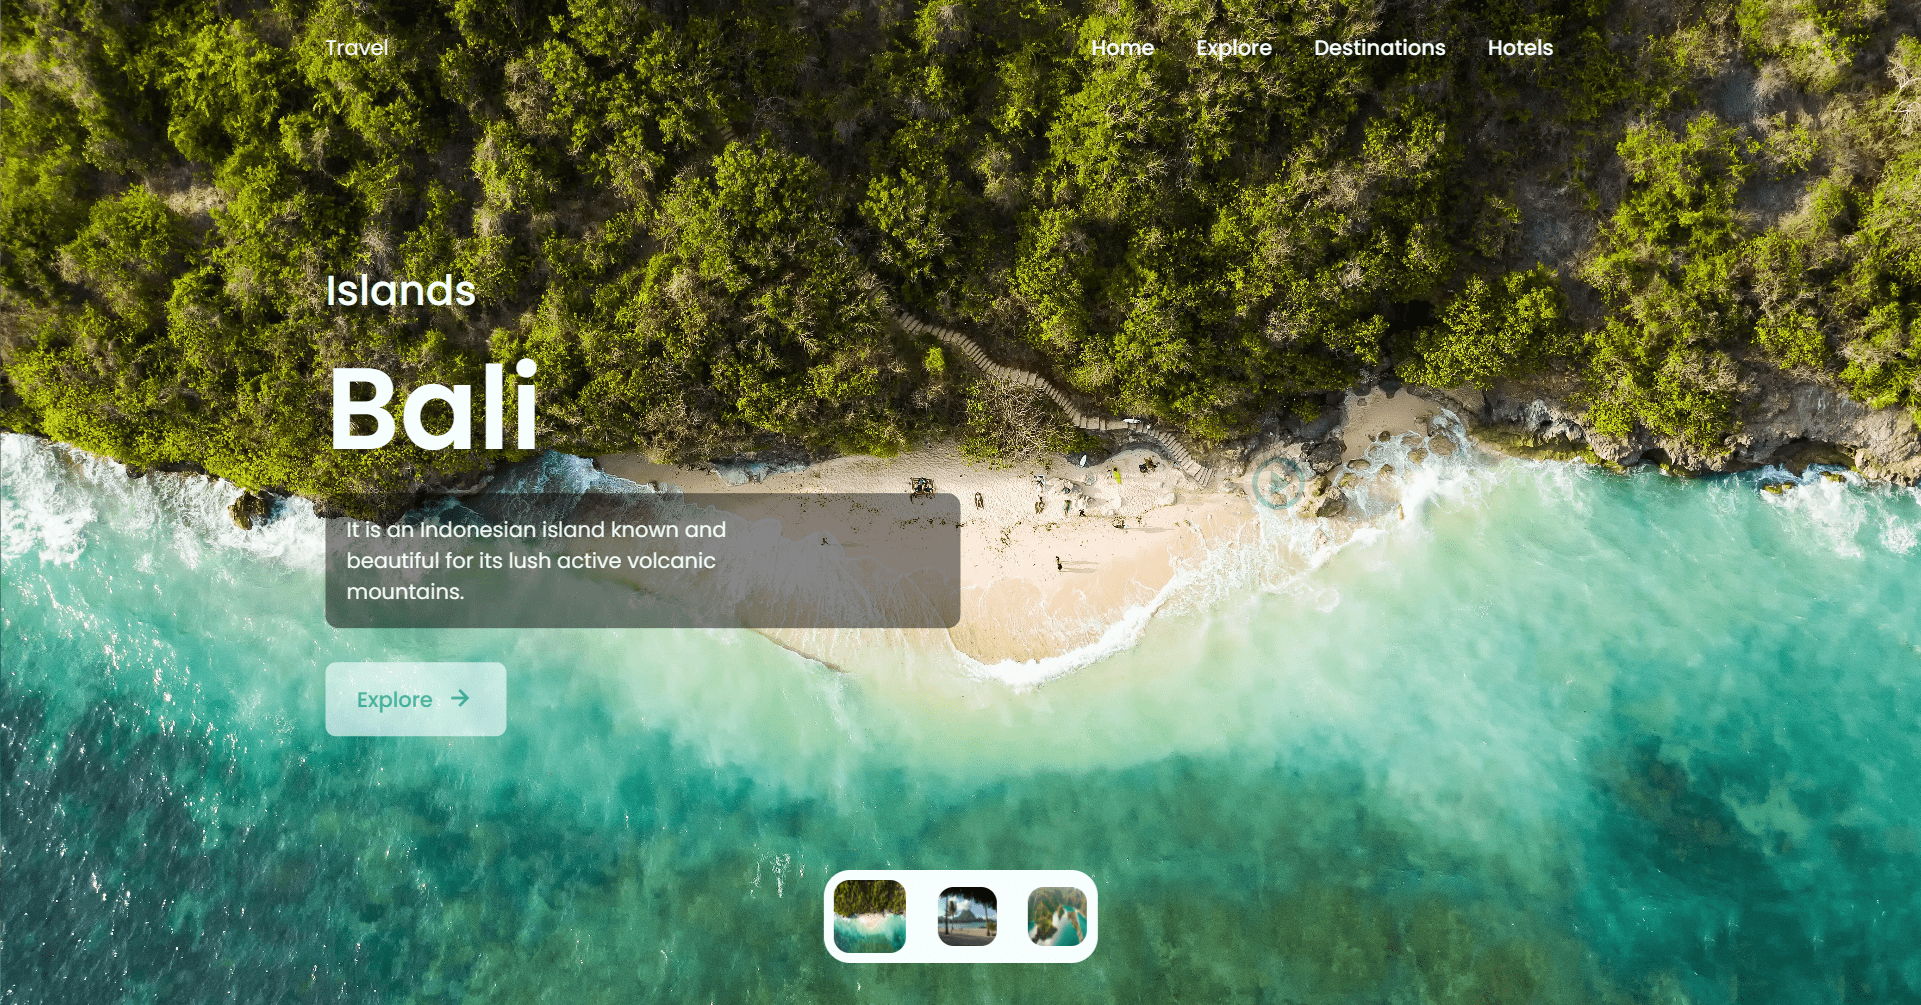 Travel
Home Explore Destinations Hotels
Islands
Bali
It is an Indonesian island known and
beautiful for its lush active volcanic
mountains.
Explore